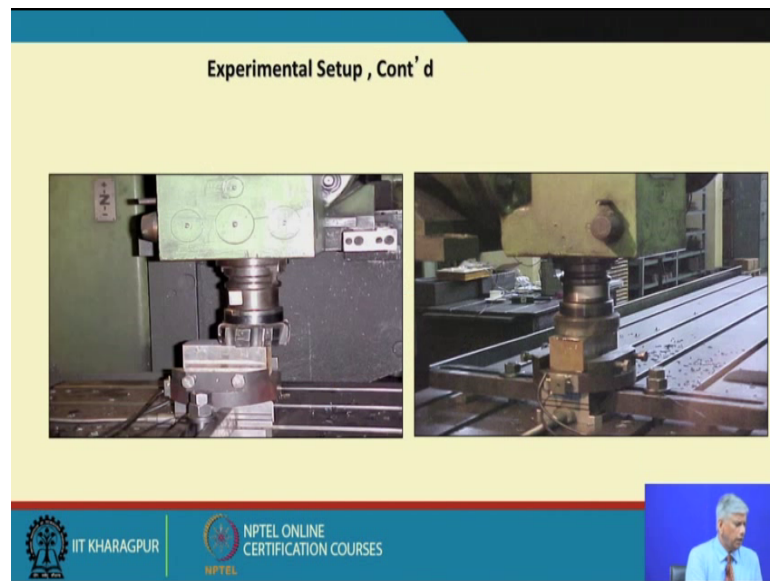 Experimental Setup , Cont' d
IIT KHARAGPUR
NPTEL
NPTEL ONLINE
CERTIFICATION COURSES